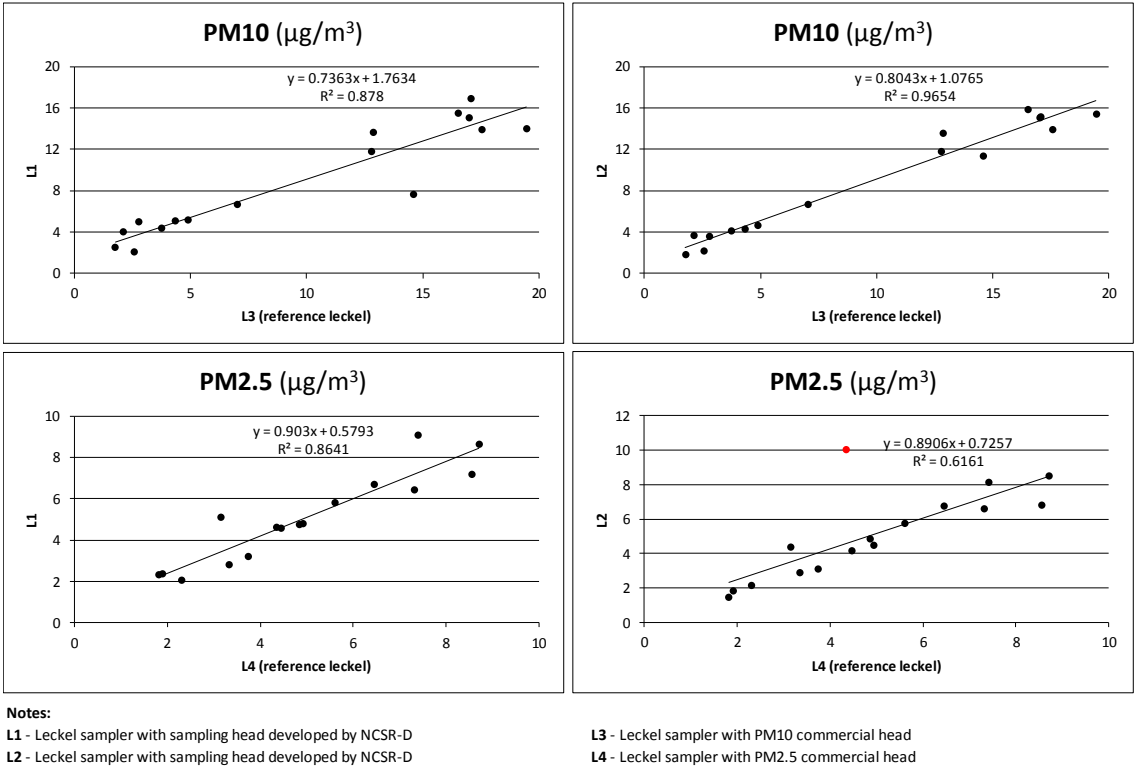 PM10 (µg/m³)
y = 0.7363x + 1.7634
R² = 0.878
20
16
12
8
4
0
L1
0 5 10 15 20
L3 (reference leckel)
PM10 (µg/m³)
y = 0.8043x + 1.0765
R² = 0.9654
20
16
12
8
4
0
L2
0 5 10 15 20
L3 (reference leckel)
PM2.5 (µg/m³)
y = 0.903x + 0.5793
R² = 0.8641
10
8
6
4
2
0
L1
0 2 4 6 8 10
L4 (reference leckel)
PM2.5 (µg/m³)
y = 0.8906x + 0.7257
R² = 0.6161
12
10
8
6
4
2
0
L2
0 2 4 6 8 10
L4 (reference leckel)
Notes:
L1 - Leckel sampler with sampling head developed by NCSR-D
L2 - Leckel sampler with sampling head developed by NCSR-D
L3 - Leckel sampler with PM10 commercial head
L4 - Leckel sampler with PM2.5 commercial head